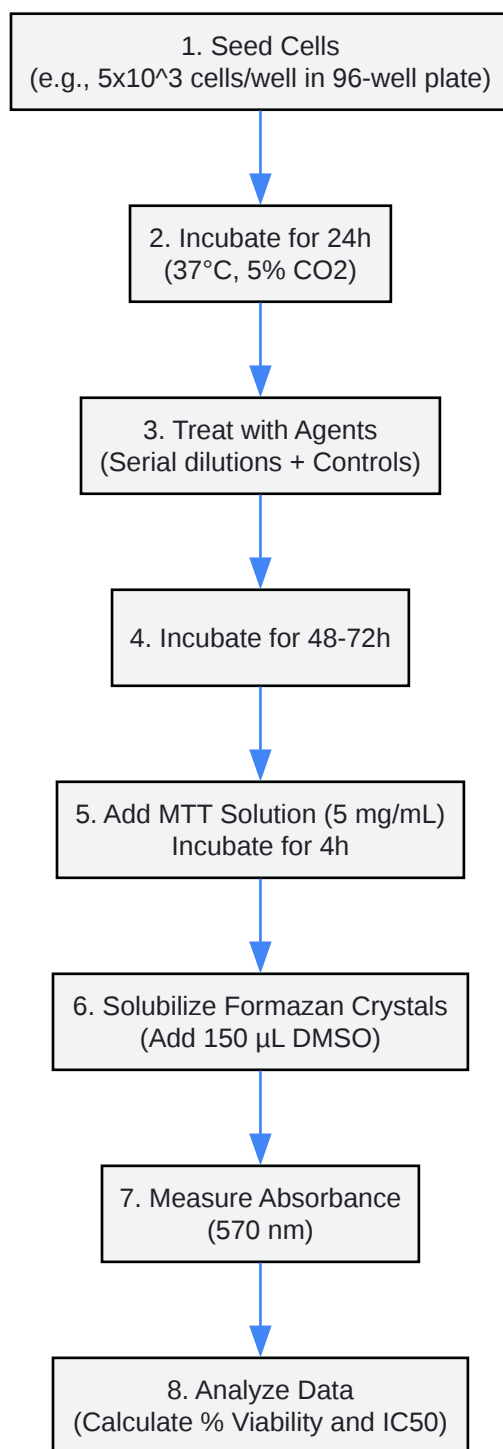 1. Seed Cells
(e.g., 5x10^3 cells/well in 96-well plate)
2. Incubate for 24h
(37°C, 5% CO2)
3. Treat with Agents
(Serial dilutions + Controls)
4. Incubate for 48-72h
5. Add MTT Solution (5 mg/mL)
Incubate for 4h
6. Solubilize Formazan Crystals
(Add 150 µL DMSO)
7. Measure Absorbance
(570 nm)
8. Analyze Data
(Calculate % Viability and IC50)